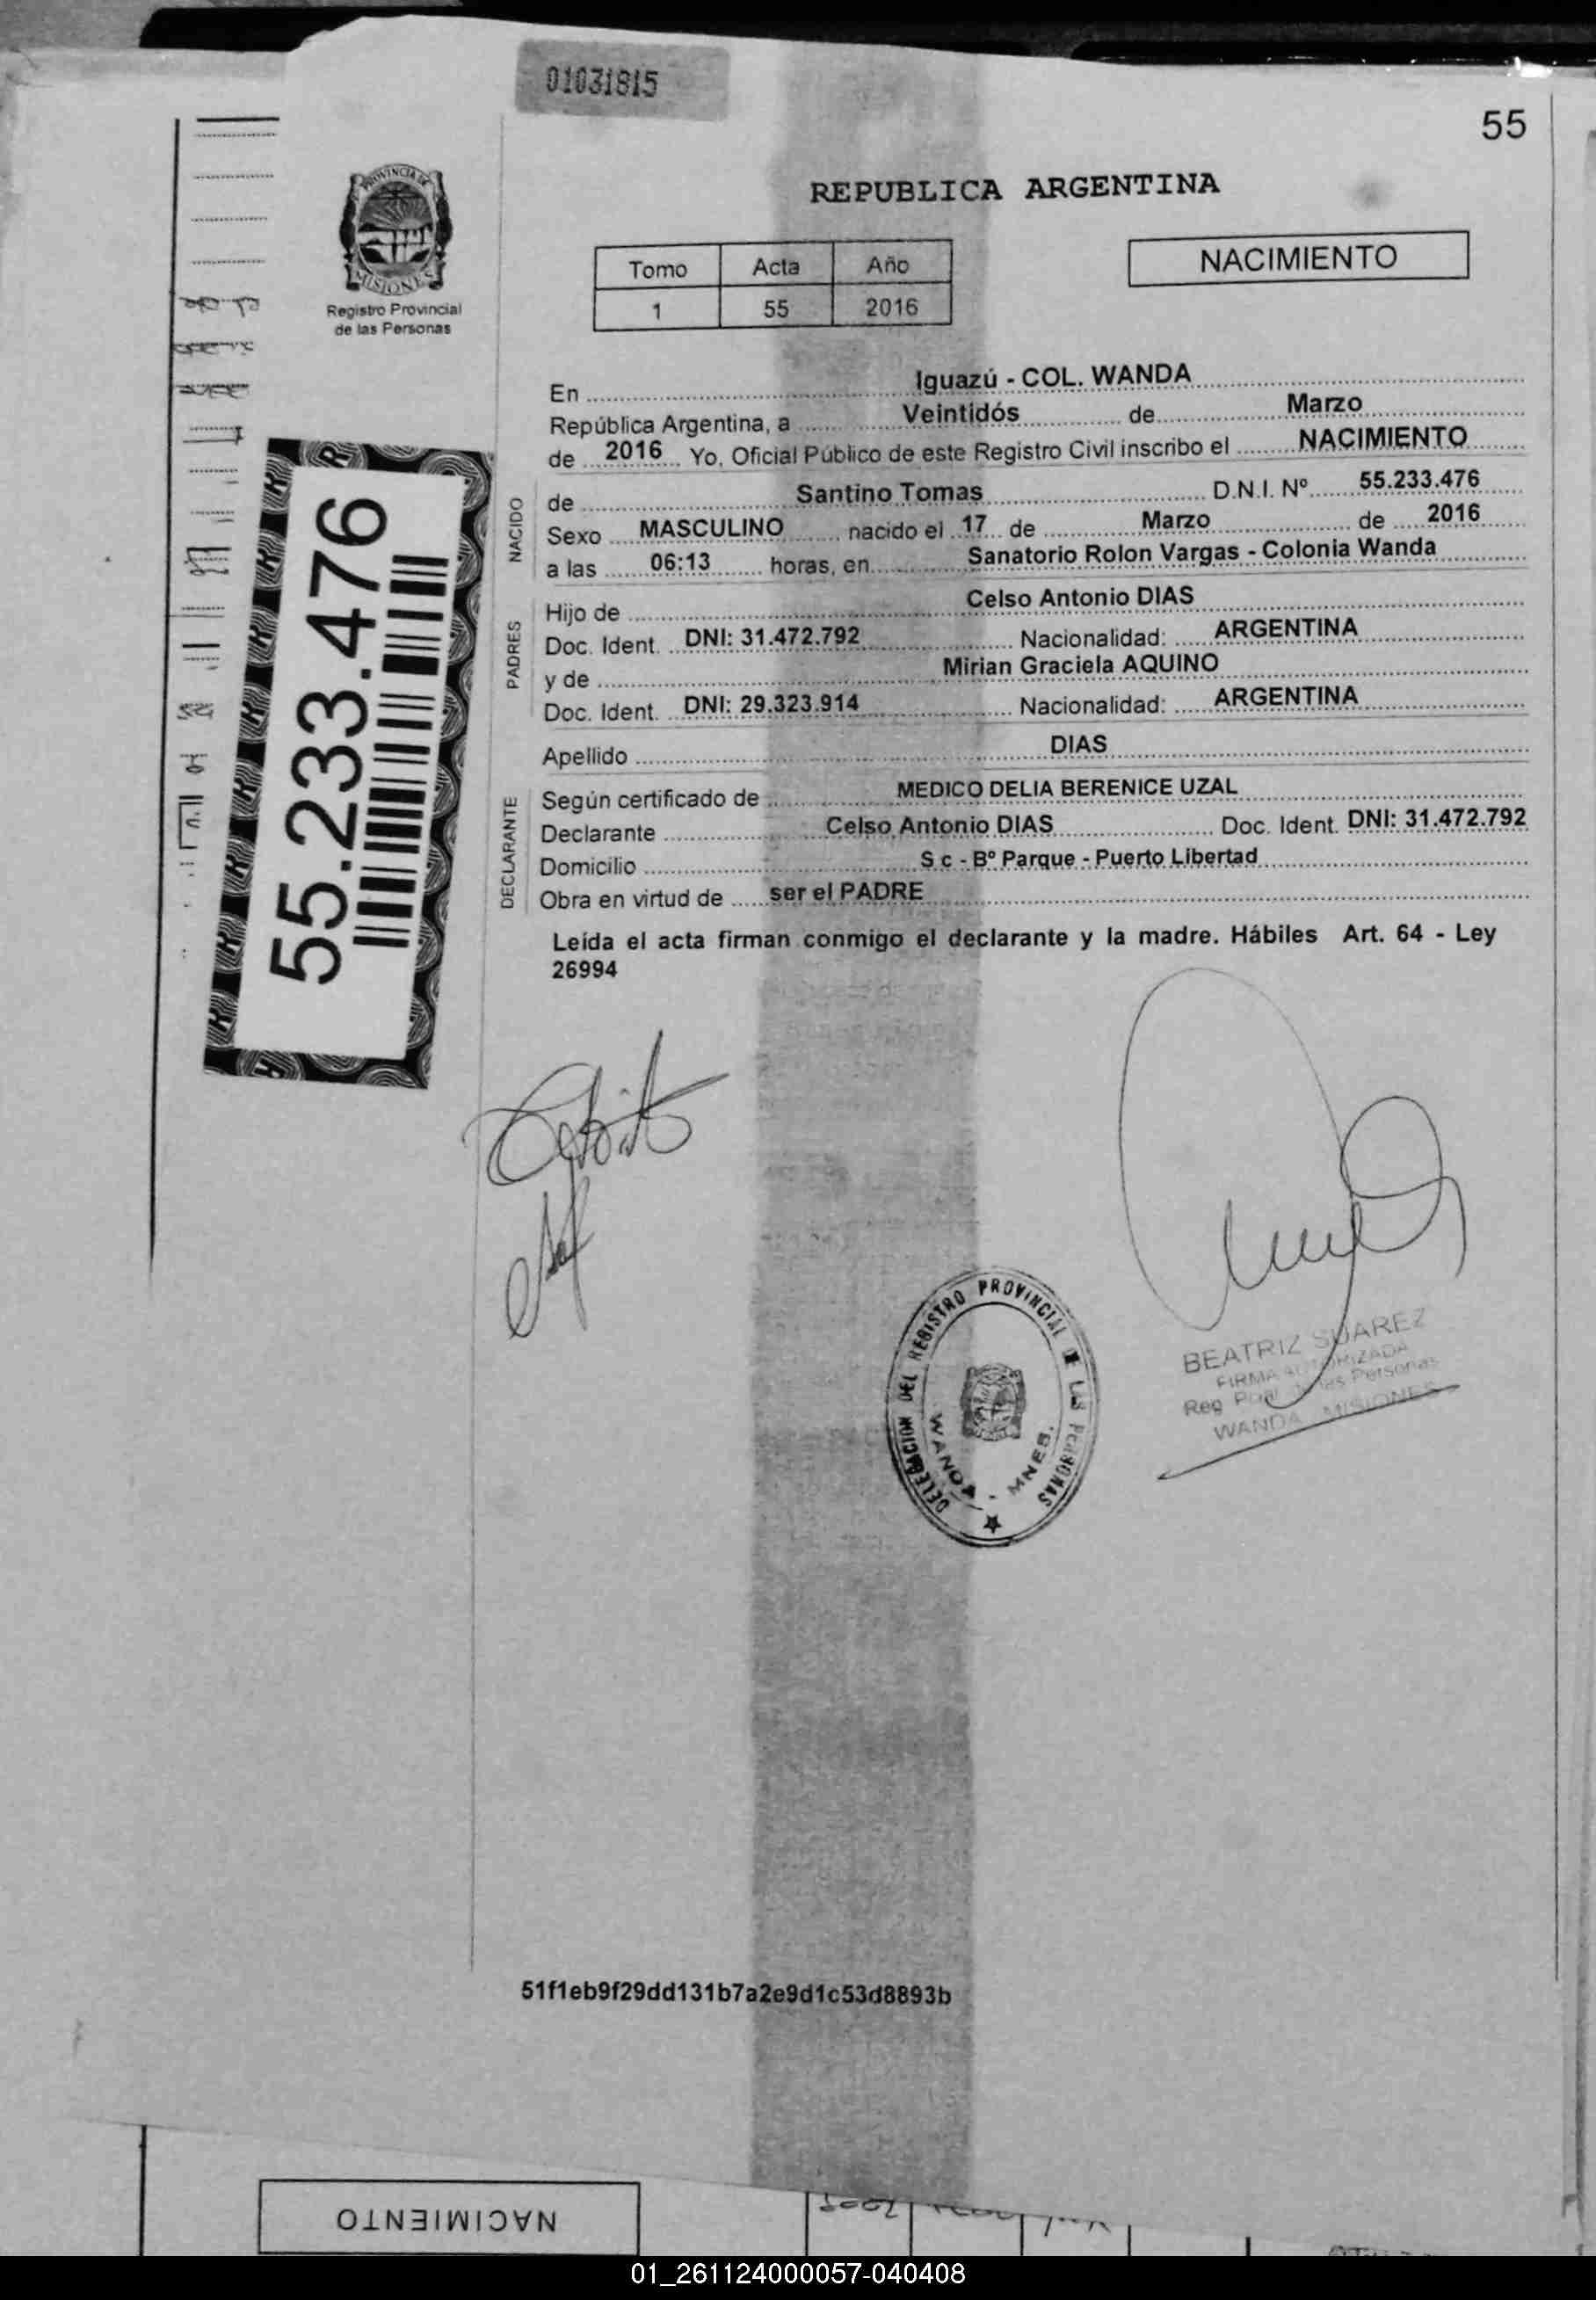 01031815
55
PROVINCIA DE
MISIONES
Registro Provincial
de las Personas
REPUBLICA ARGENTINA
Tomo Acta Año
1 55 2016
NACIMIENTO
En Iguazú - COL. WANDA
República Argentina, a Veintidós de Marzo
de 2016 Yo, Oficial Público de este Registro Civil inscribo el NACIMIENTO
NACIDO
de Santino Tomas D.N.I. Nº 55.233.476
Sexo MASCULINO nacido el 17 de Marzo de 2016
a las 06:13 horas, en Sanatorio Rolon Vargas - Colonia Wanda
PADRES
Hijo de Celso Antonio DIAS
Doc. Ident. DNI: 31.472.792 Nacionalidad: ARGENTINA
y de Mirian Graciela AQUINO
Doc. Ident. DNI: 29.323.914 Nacionalidad: ARGENTINA
Apellido DIAS
DECLARANTE
Según certificado de MEDICO DELIA BERENICE UZAL
Declarante Celso Antonio DIAS Doc. Ident. DNI: 31.472.792
Domicilio S c - Bº Parque - Puerto Libertad
Obra en virtud de ser el PADRE
Leída el acta firman conmigo el declarante y la madre. Hábiles Art. 64 - Ley
26994
55.233.476
DELEGACION DEL REGISTRO PROVINCIAL DE LAS PERSONAS
WANDA - MNES.
BEATRIZ SUAREZ
FIRMA AUTORIZADA
Reg. Pcial. de las Personas
WANDA MISIONES
51f1eb9f29dd131b7a2e9d1c53d8893b
NACIMIENTO
01_261124000057-040408